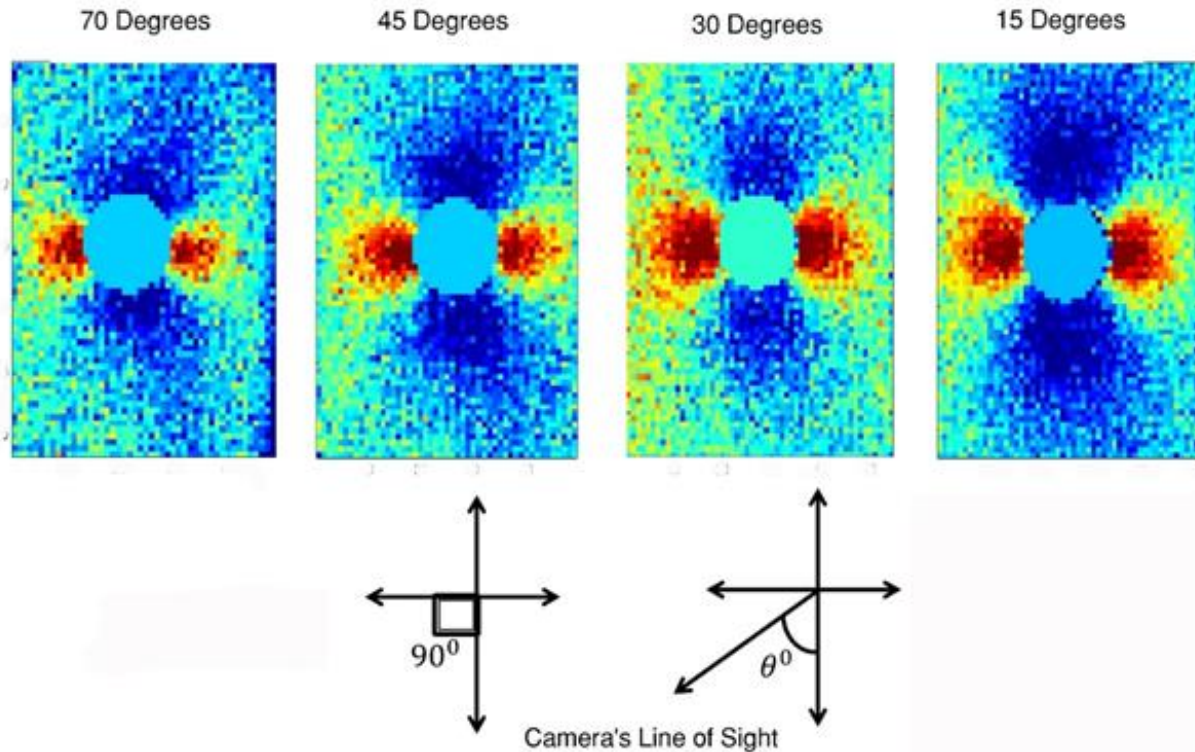 70 Degrees 45 Degrees 30 Degrees 15 Degrees
90⁰ θ⁰
Camera's Line of Sight